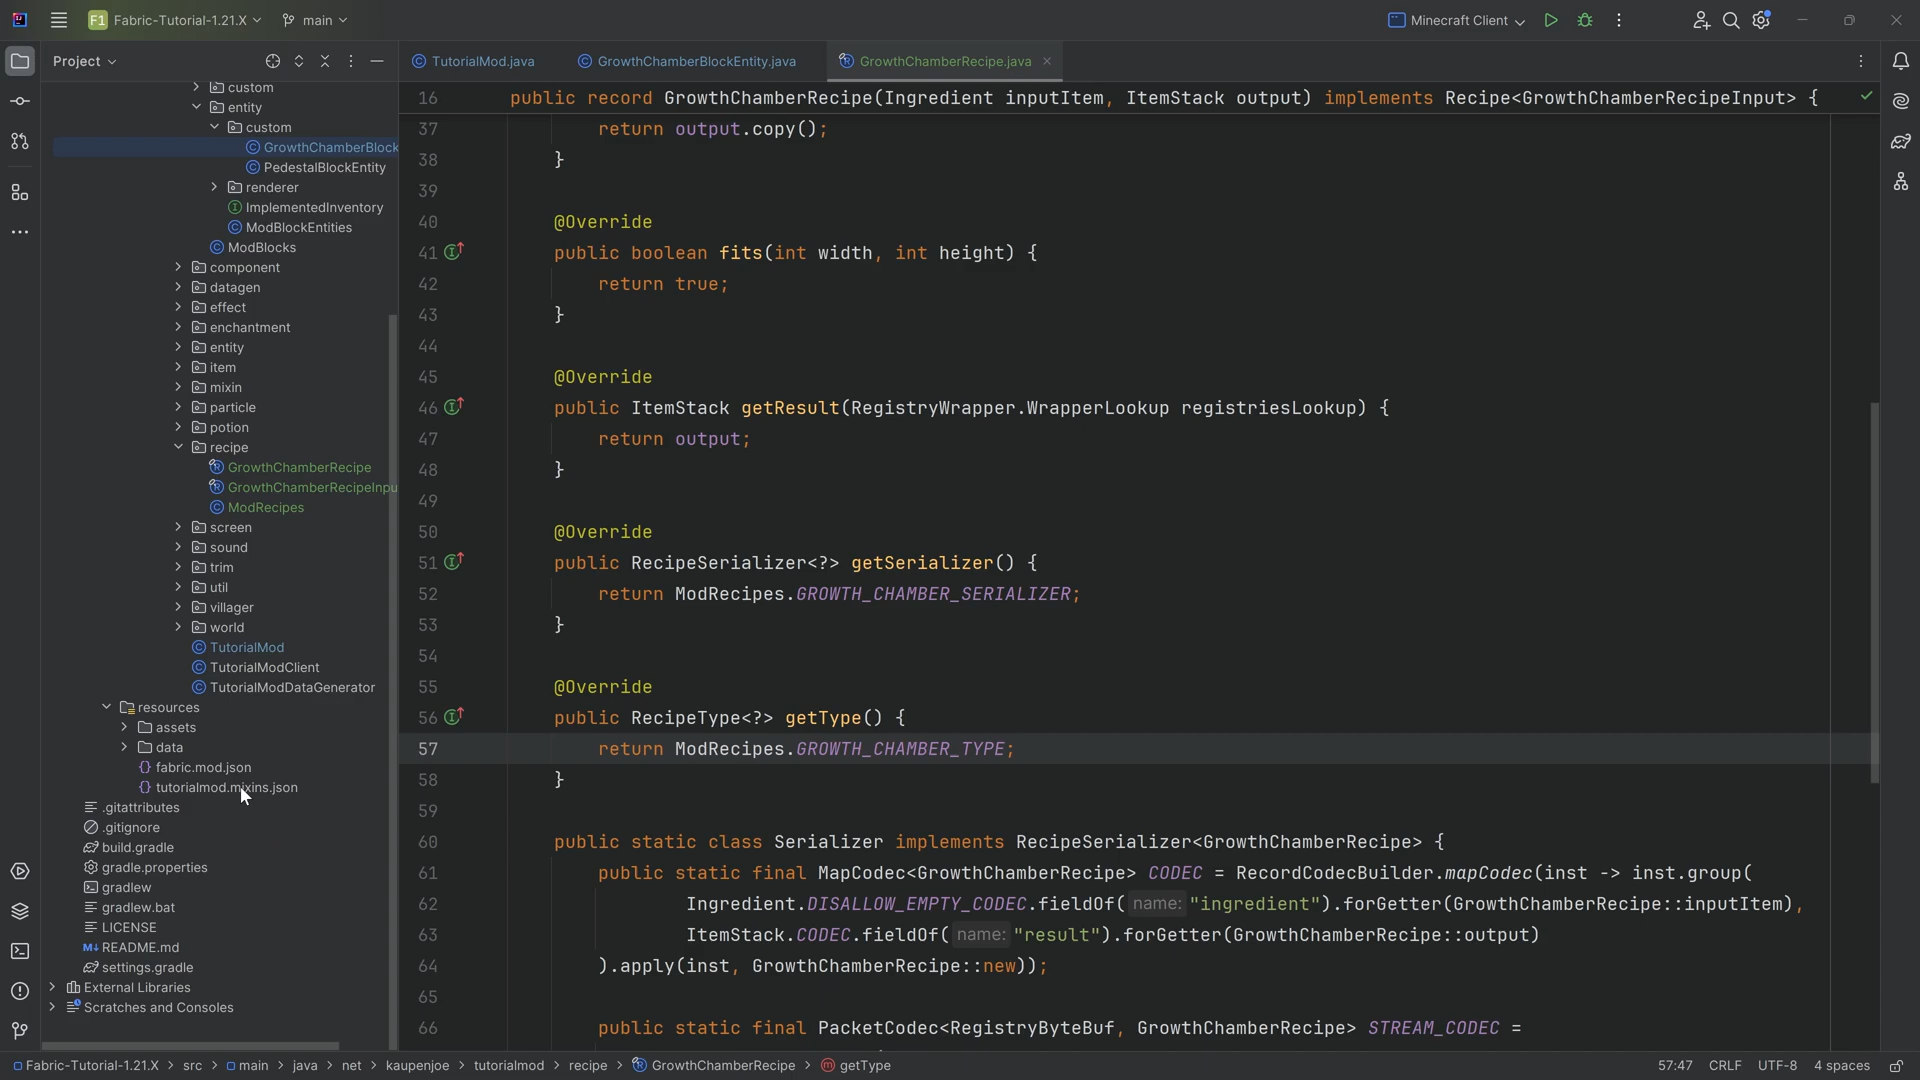 F1 Fabric-Tutorial-1.21.X main Minecraft Client
Project
TutorialMod.java GrowthChamberBlockEntity.java GrowthChamberRecipe.java
custom
entity
custom
GrowthChamberBlock
PedestalBlockEntity
renderer
ImplementedInventory
ModBlockEntities
ModBlocks
component
datagen
effect
enchantment
entity
item
mixin
particle
potion
recipe
GrowthChamberRecipe
GrowthChamberRecipeInpu
ModRecipes
screen
sound
trim
util
villager
world
TutorialMod
TutorialModClient
TutorialModDataGenerator
resources
assets
data
fabric.mod.json
tutorialmod.mixins.json
.gitattributes
.gitignore
build.gradle
gradle.properties
gradlew
gradlew.bat
LICENSE
README.md
settings.gradle
External Libraries
Scratches and Consoles
16 public record GrowthChamberRecipe(Ingredient inputItem, ItemStack output) implements Recipe<GrowthChamberRecipeInput> {
37 return output.copy();
38 }
39
40 @Override
41 public boolean fits(int width, int height) {
42 return true;
43 }
44
45 @Override
46 public ItemStack getResult(RegistryWrapper.WrapperLookup registriesLookup) {
47 return output;
48 }
49
50 @Override
51 public RecipeSerializer<?> getSerializer() {
52 return ModRecipes.GROWTH_CHAMBER_SERIALIZER;
53 }
54
55 @Override
56 public RecipeType<?> getType() {
57 return ModRecipes.GROWTH_CHAMBER_TYPE;
58 }
59
60 public static class Serializer implements RecipeSerializer<GrowthChamberRecipe> {
61 public static final MapCodec<GrowthChamberRecipe> CODEC = RecordCodecBuilder.mapCodec(inst -> inst.group(
62 Ingredient.DISALLOW_EMPTY_CODEC.fieldOf( name: "ingredient").forGetter(GrowthChamberRecipe::inputItem),
63 ItemStack.CODEC.fieldOf( name: "result").forGetter(GrowthChamberRecipe::output)
64 ).apply(inst, GrowthChamberRecipe::new));
65
66 public static final PacketCodec<RegistryByteBuf, GrowthChamberRecipe> STREAM_CODEC =
Fabric-Tutorial-1.21.X > src > main > java > net > kaupenjoe > tutorialmod > recipe > GrowthChamberRecipe > getType 57:47 CRLF UTF-8 4 spaces